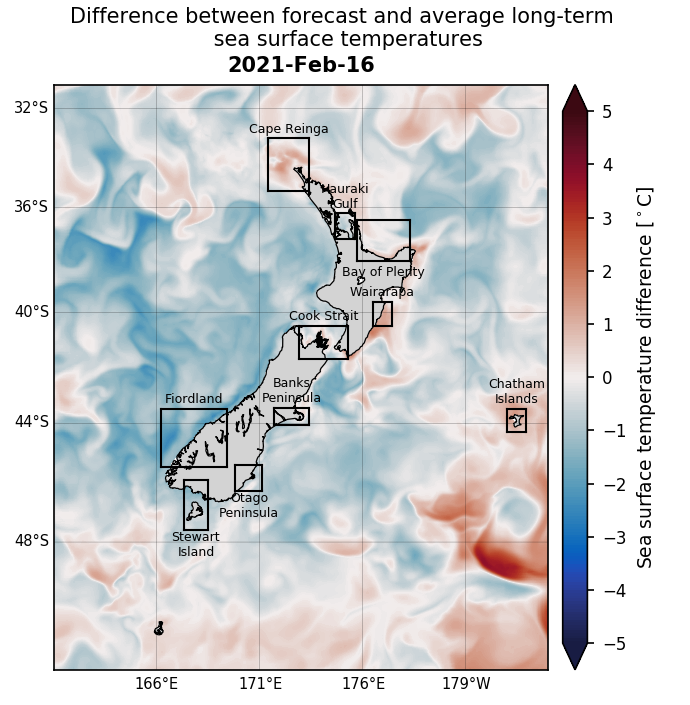 Difference between forecast and average long-term
sea surface temperatures
2021-Feb-16
32°S
36°S
40°S
44°S
48°S
166°E
171°E
176°E
179°W
Cape Reinga
Hauraki
Gulf
Bay of Plenty
Wairarapa
Cook Strait
Banks
Peninsula
Fiordland
Chatham
Islands
Otago
Peninsula
Stewart
Island
5
4
3
2
1
0
−1
−2
−3
−4
−5
Sea surface temperature difference [°C]